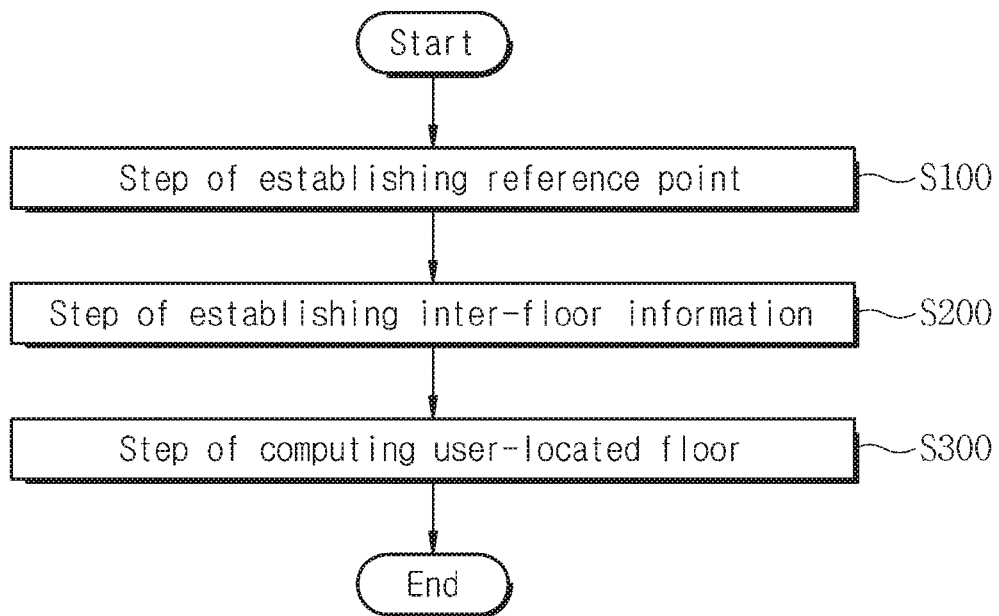 Start
Step of establishing reference point
S100
Step of establishing inter-floor information
S200
Step of computing user-located floor
S300
End